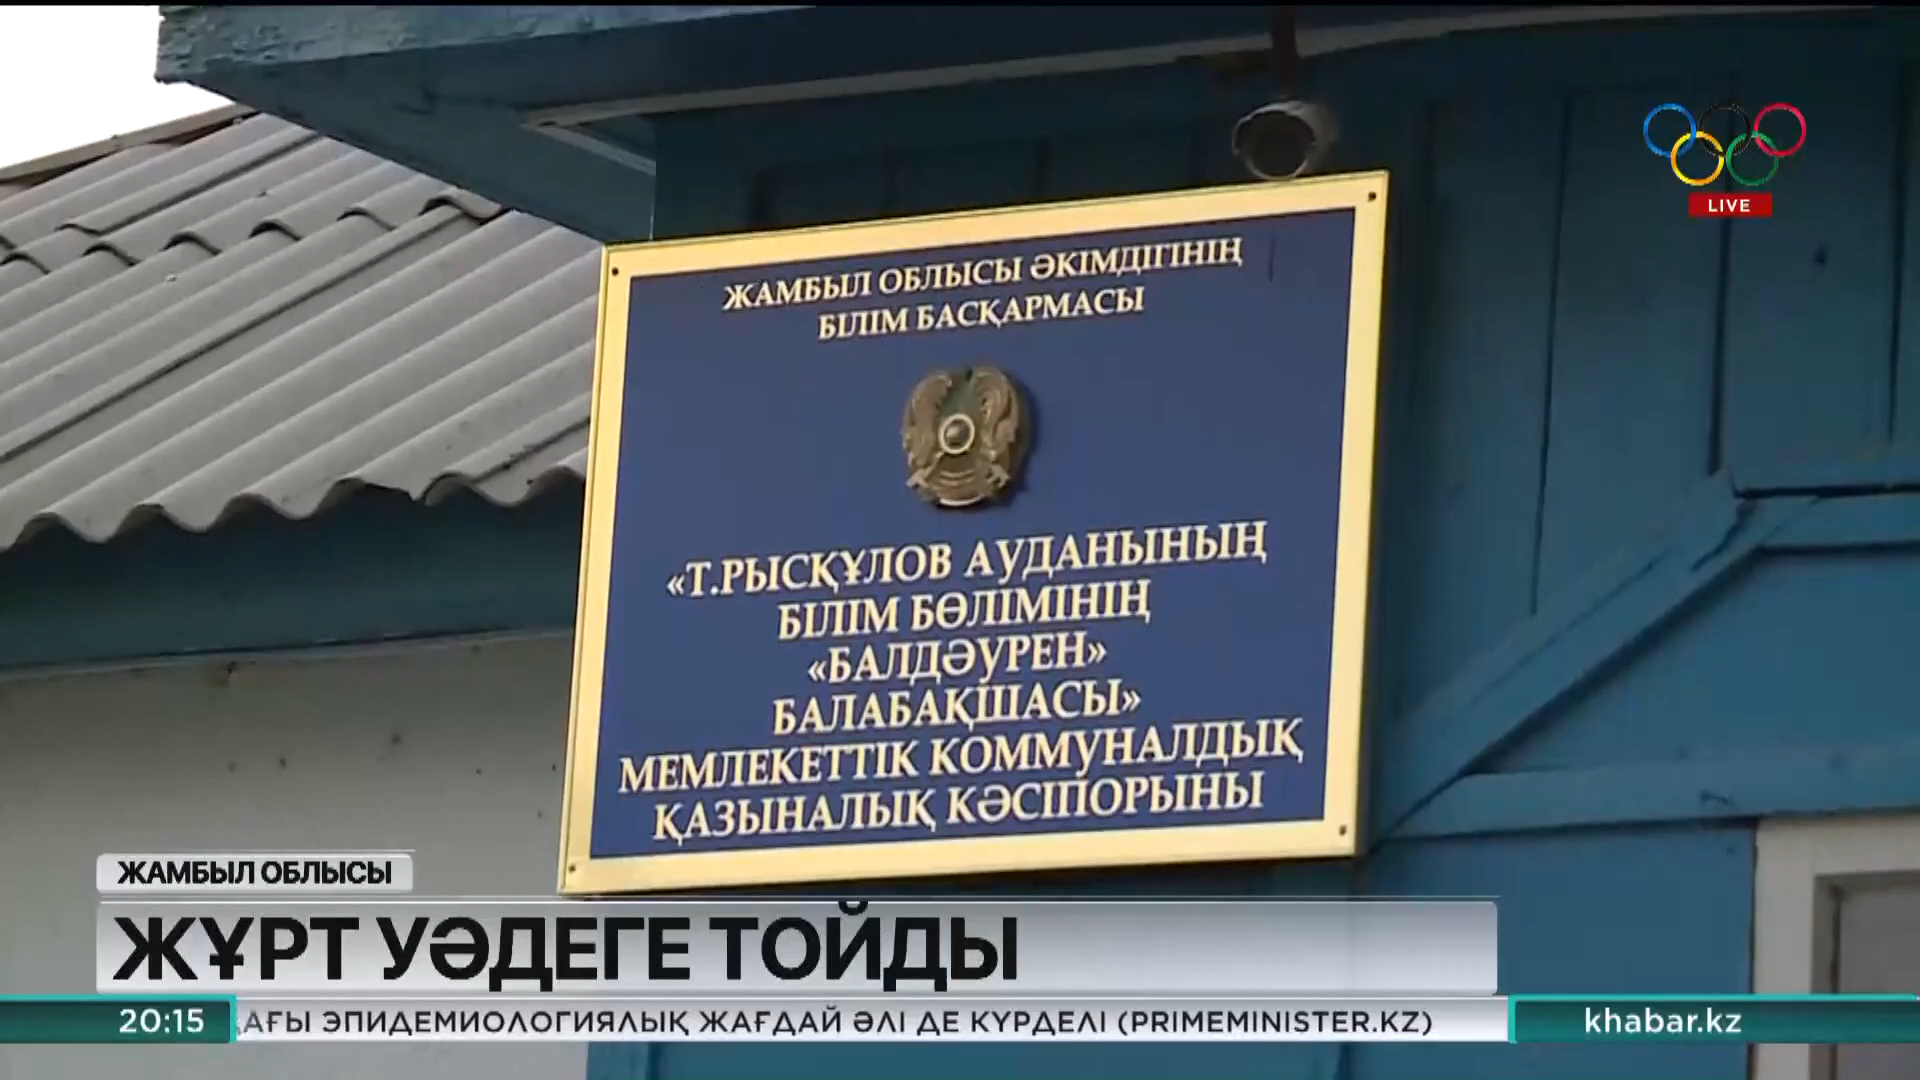 LIVE
ЖАМБЫЛ ОБЛЫСЫ ӘКІМДІГІНІҢ
БІЛІМ БАСҚАРМАСЫ
«Т.РЫСҚҰЛОВ АУДАНЫНЫҢ
БІЛІМ БӨЛІМІНІҢ
«БАЛДӘУРЕН»
БАЛАБАҚШАСЫ»
МЕМЛЕКЕТТІК КОММУНАЛДЫҚ
ҚАЗЫНАЛЫҚ КӘСІПОРЫНЫ
ЖАМБЫЛ ОБЛЫСЫ
ЖҰРТ УӘДЕГЕ ТОЙДЫ
20:15 ЭПИДЕМИОЛОГИЯЛЫҚ ЖАҒДАЙ ӘЛІ ДЕ КҮРДЕЛІ (PRIMEMINISTER.KZ) khabar.kz